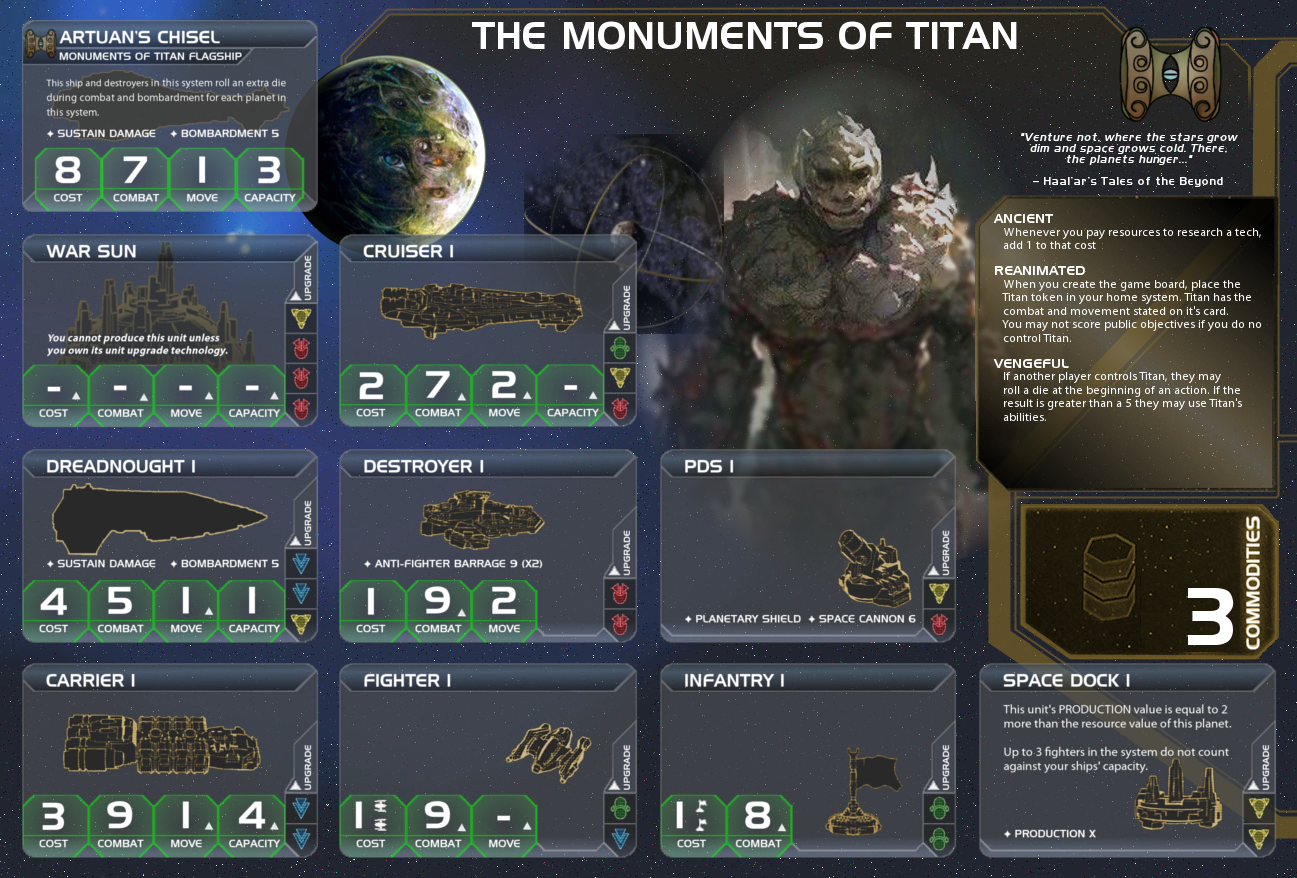 THE MONUMENTS OF TITAN
ARTUAN'S CHISEL
MONUMENTS OF TITAN FLAGSHIP
This ship and destroyers in this system roll an extra die
during combat and bombardment for each planet in
this system.
✦ SUSTAIN DAMAGE ✦ BOMBARDMENT 5
8 7 1 3
COST COMBAT MOVE CAPACITY
"Venture not, where the stars grow
dim and space grows cold. There,
the planets hunger..."
– Haal'ar's Tales of the Beyond
ANCIENT
Whenever you pay resources to research a tech,
add 1 to that cost
REANIMATED
When you create the game board, place the
Titan token in your home system. Titan has the
combat and movement stated on it's card.
You may not score public objectives if you do no
control Titan.
VENGEFUL
If another player controls Titan, they may
roll a die at the beginning of an action. If the
result is greater than a 5 they may use Titan's
abilities.
WAR SUN
You cannot produce this unit unless
you own its unit upgrade technology.
UPGRADE
- - - -
COST COMBAT MOVE CAPACITY
CRUISER I
UPGRADE
2 7 2 -
COST COMBAT MOVE CAPACITY
DREADNOUGHT I
✦ SUSTAIN DAMAGE ✦ BOMBARDMENT 5
UPGRADE
4 5 1 1
COST COMBAT MOVE CAPACITY
DESTROYER I
✦ ANTI-FIGHTER BARRAGE 9 (X2)
UPGRADE
1 9 2
COST COMBAT MOVE
PDS I
UPGRADE
✦ PLANETARY SHIELD ✦ SPACE CANNON 6
3
COMMODITIES
CARRIER I
UPGRADE
3 9 1 4
COST COMBAT MOVE CAPACITY
FIGHTER I
UPGRADE
1 9 -
COST COMBAT MOVE
INFANTRY I
UPGRADE
1 8
COST COMBAT
SPACE DOCK I
This unit's PRODUCTION value is equal to 2
more than the resource value of this planet.
Up to 3 fighters in the system do not count
against your ships' capacity.
UPGRADE
✦ PRODUCTION X